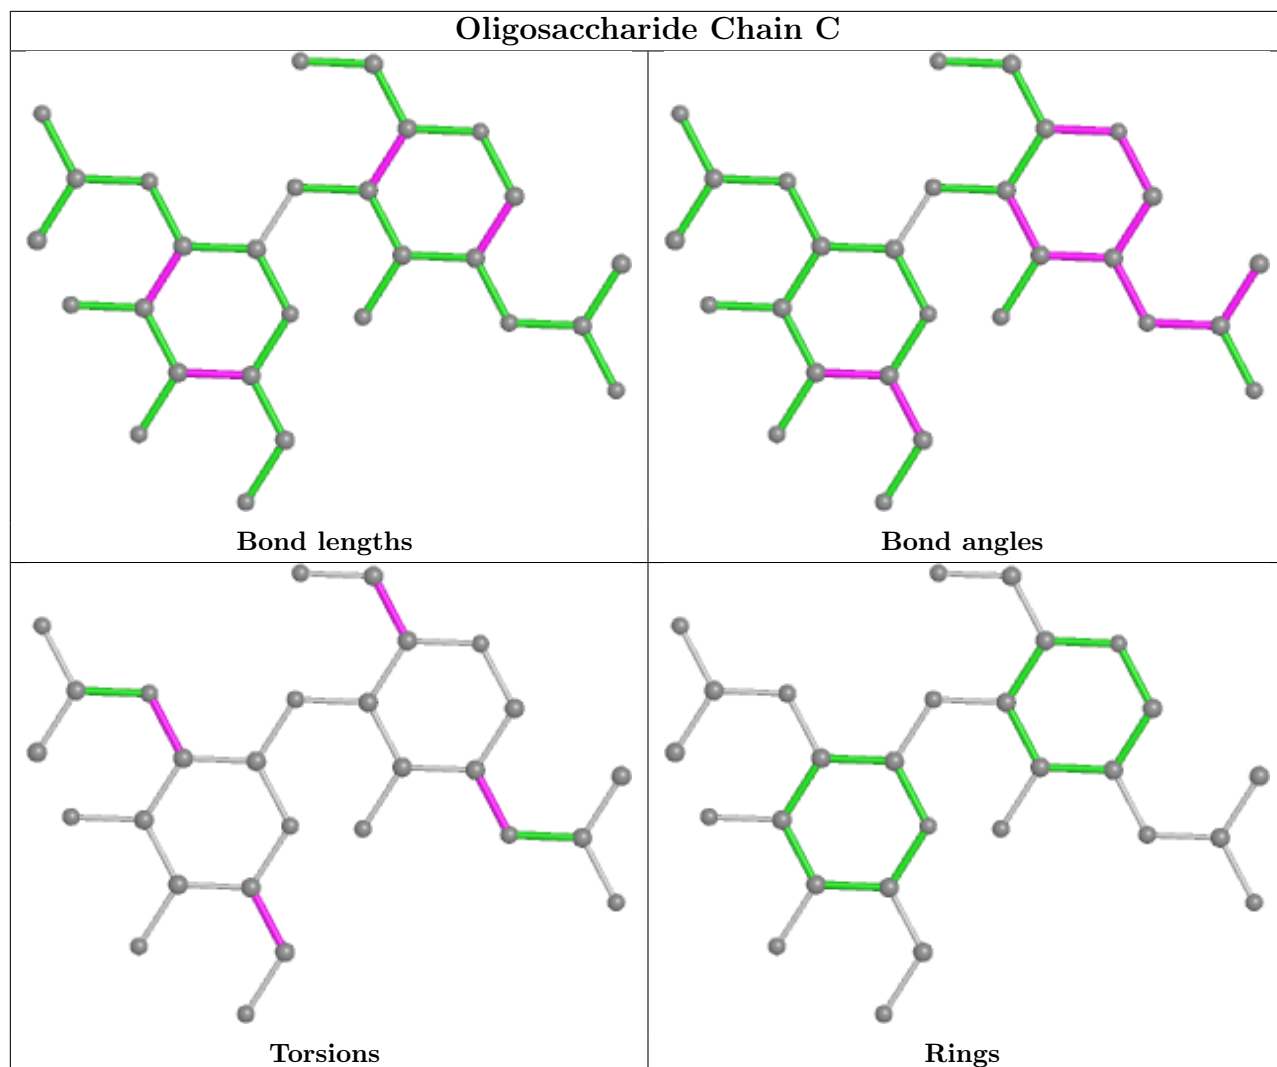 Oligosaccharide Chain C
Bond lengths
Bond angles
Torsions
Rings